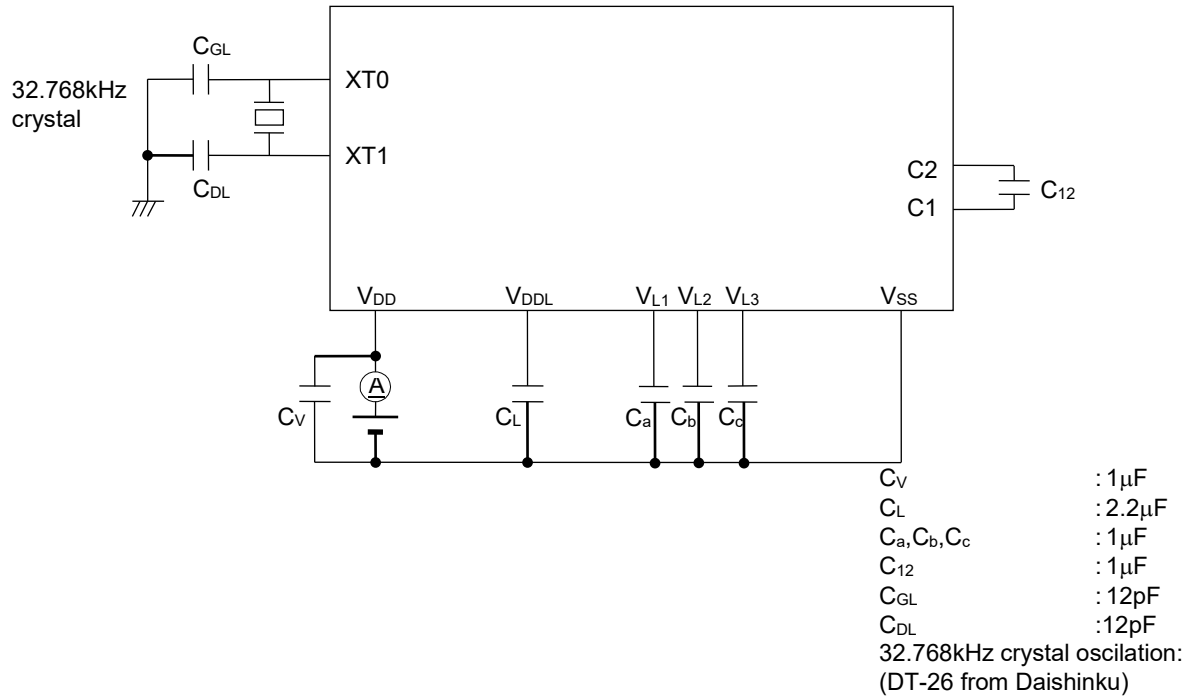 CGL
32.768kHz
crystal
XT0
XT1
CDL
C2
C1
C12
VDD
VDDL
VL1 VL2 VL3
VSS
A
CV
CL
Ca
Cb
Cc
CV : 1μF
CL : 2.2μF
Ca,Cb,Cc : 1μF
C12 : 1μF
CGL : 12pF
CDL :12pF
32.768kHz crystal oscilation:
(DT-26 from Daishinku)